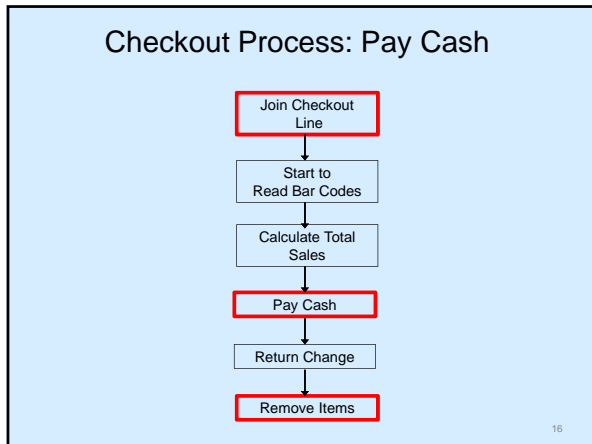 Checkout Process: Pay Cash
Join Checkout
Line
Start to
Read Bar Codes
Calculate Total
Sales
Pay Cash
Return Change
Remove Items
16